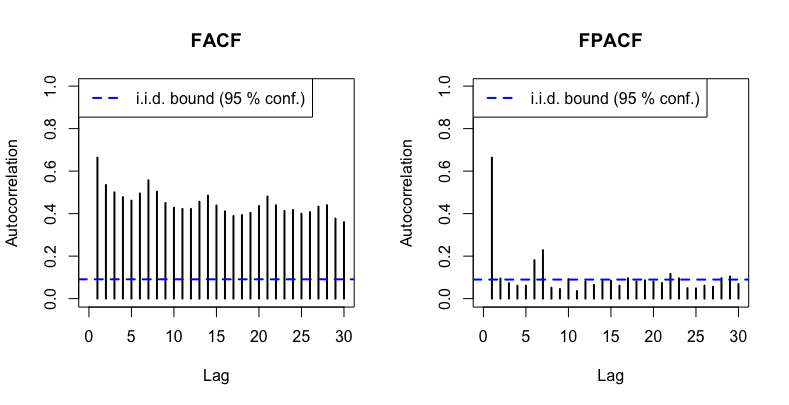 FACF
i.i.d. bound (95 % conf.)
Autocorrelation
0.0 0.2 0.4 0.6 0.8 1.0
0 5 10 15 20 25 30
Lag
FPACF
i.i.d. bound (95 % conf.)
Autocorrelation
0.0 0.2 0.4 0.6 0.8 1.0
0 5 10 15 20 25 30
Lag